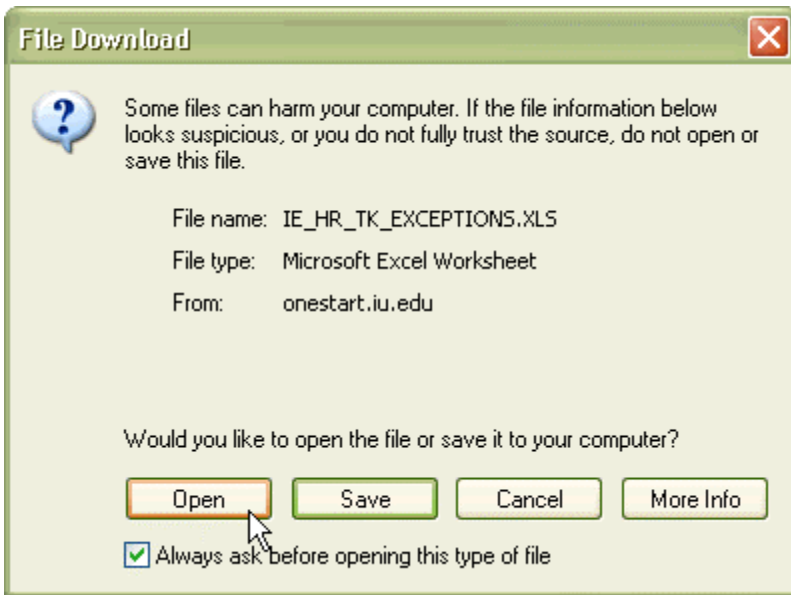 File Download
Some files can harm your computer. If the file information below
looks suspicious, or you do not fully trust the source, do not open or
save this file.
File name: IE_HR_TK_EXCEPTIONS.XLS
File type: Microsoft Excel Worksheet
From: onestart.iu.edu
Would you like to open the file or save it to your computer?
Open Save Cancel More Info
Always ask before opening this type of file